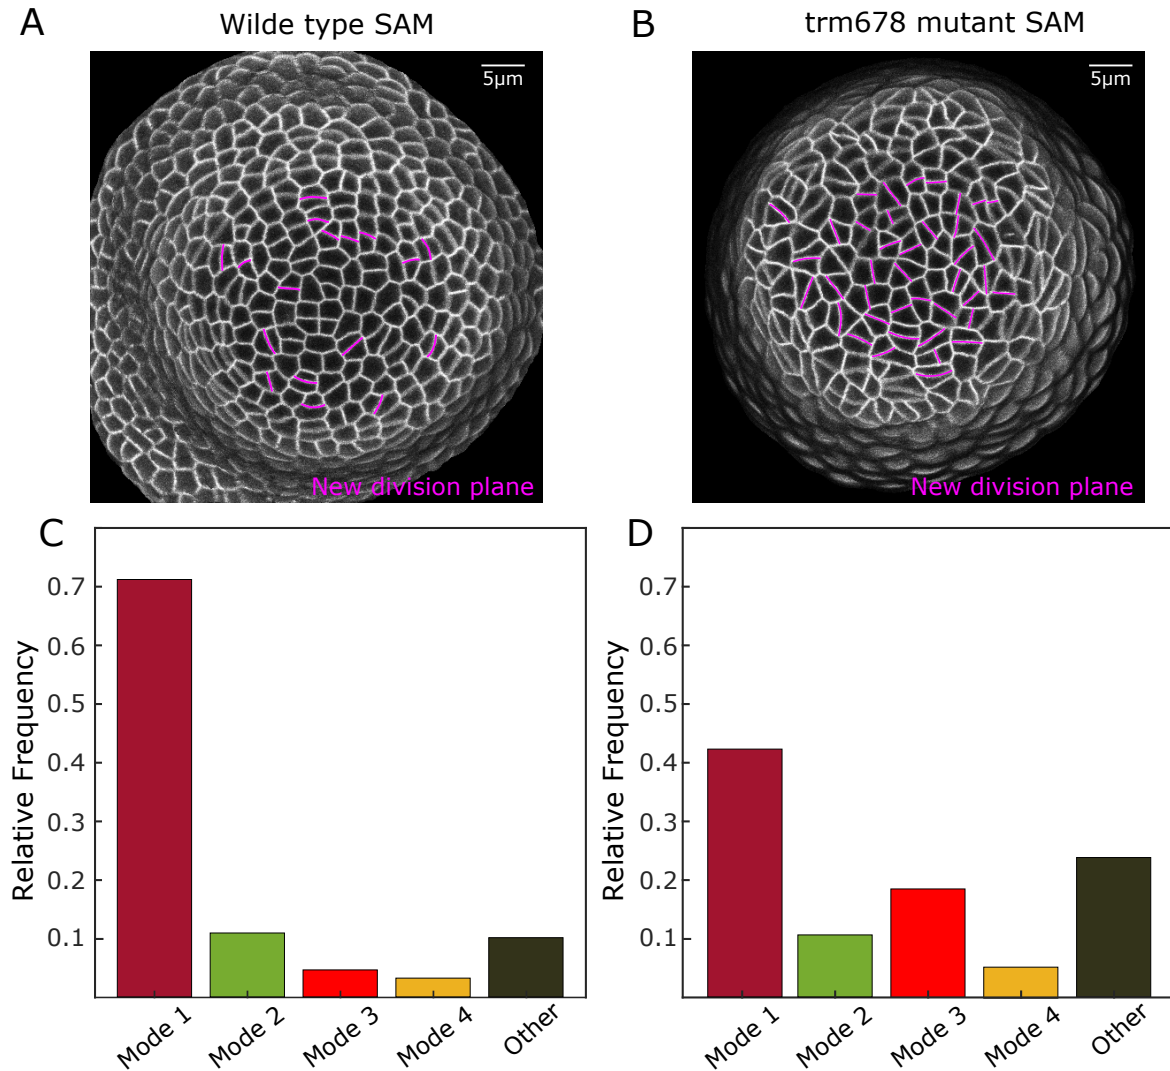 A
Wilde type SAM
5μm
New division plane
B
trm678 mutant SAM
5μm
New division plane
C
Relative Frequency
0.7
0.6
0.5
0.4
0.3
0.2
0.1
Mode 1
Mode 2
Mode 3
Mode 4
Other
D
Relative Frequency
0.7
0.6
0.5
0.4
0.3
0.2
0.1
Mode 1
Mode 2
Mode 3
Mode 4
Other